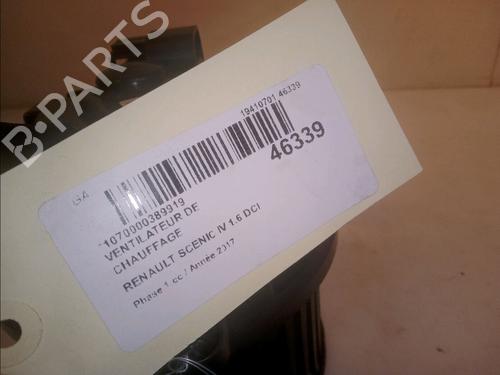 B-PARTS
GA
19410701 46339
46339
-1070000389919
VENTILATEUR DE
CHAUFFAGE
RENAULT SCENIC IV 1.6 DCI
Phase 1 cc / Année 2017